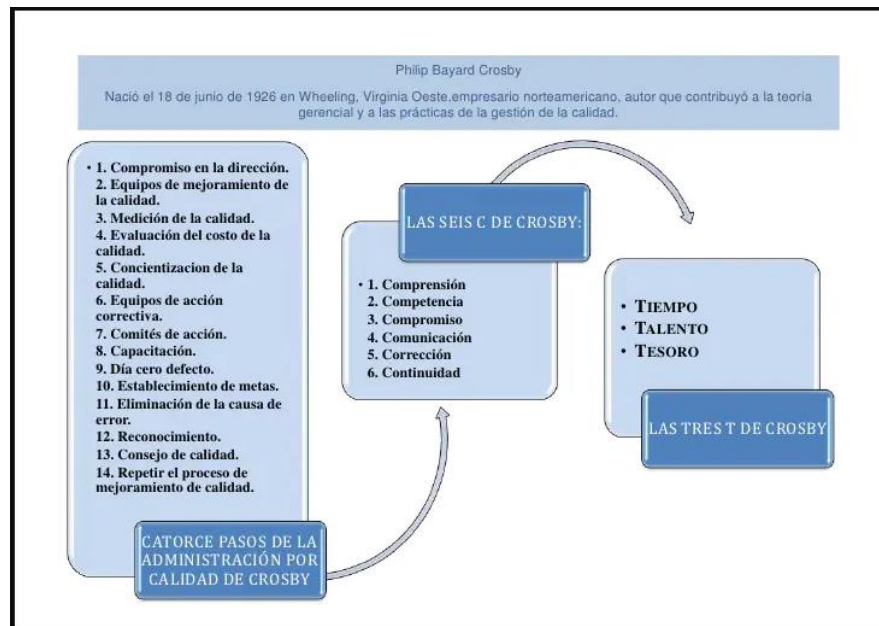 Philip Bayard Crosby
Nació el 18 de junio de 1926 en Wheeling, Virginia Oeste.empresario norteamericano, autor que contribuyó a la teoría
gerencial y a las prácticas de la gestión de la calidad.
• 1. Compromiso en la dirección.
2. Equipos de mejoramiento de
la calidad.
3. Medición de la calidad.
4. Evaluación del costo de la
calidad.
5. Concientizacion de la
calidad.
6. Equipos de acción
correctiva.
7. Comités de acción.
8. Capacitación.
9. Día cero defecto.
10. Establecimiento de metas.
11. Eliminación de la causa de
error.
12. Reconocimiento.
13. Consejo de calidad.
14. Repetir el proceso de
mejoramiento de calidad.
CATORCE PASOS DE LA
ADMINISTRACIÓN POR
CALIDAD DE CROSBY
LAS SEIS C DE CROSBY:
• 1. Comprensión
2. Competencia
3. Compromiso
4. Comunicación
5. Corrección
6. Continuidad
• TIEMPO
• TALENTO
• TESORO
LAS TRES T DE CROSBY